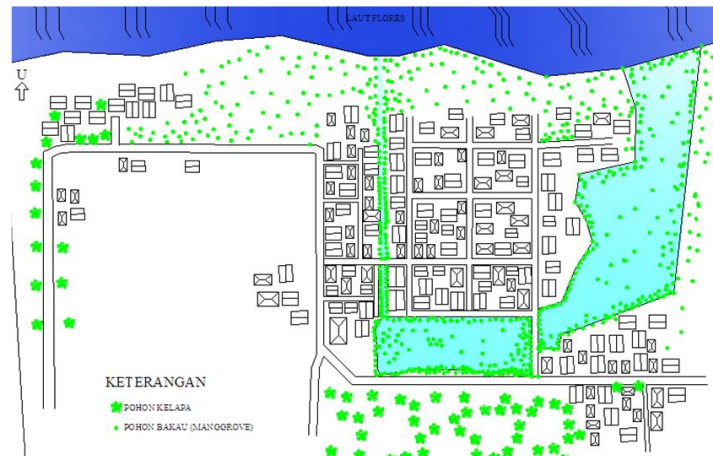 LAUT FLORES
U
KETERANGAN
POHON KELAPA
POHON BAKAU (MANGGROVE)